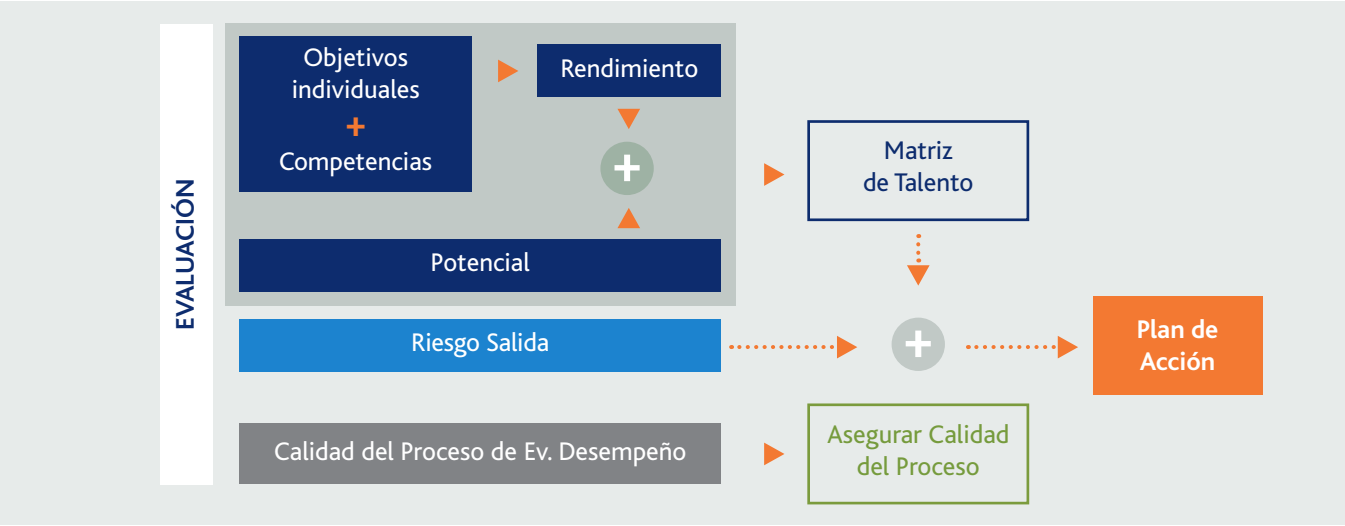 EVALUACIÓN
Objetivos
individuales
+
Competencias
Rendimiento
+
Potencial
Matriz
de Talento
Riesgo Salida
+
Plan de
Acción
Calidad del Proceso de Ev. Desempeño
Asegurar Calidad
del Proceso